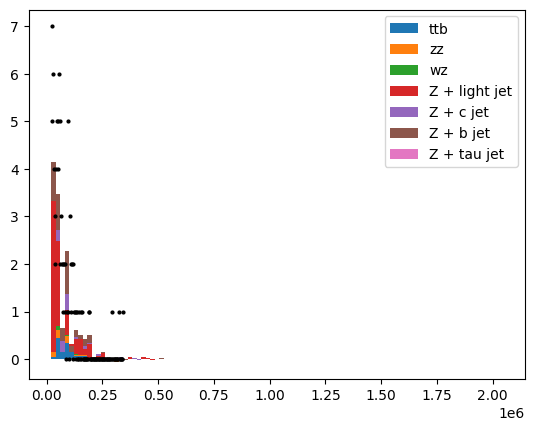 7
6
5
4
3
2
1
0
ttb
zz
wz
Z + light jet
Z + c jet
Z + b jet
Z + tau jet
0.00 0.25 0.50 0.75 1.00 1.25 1.50 1.75 2.00
1e6